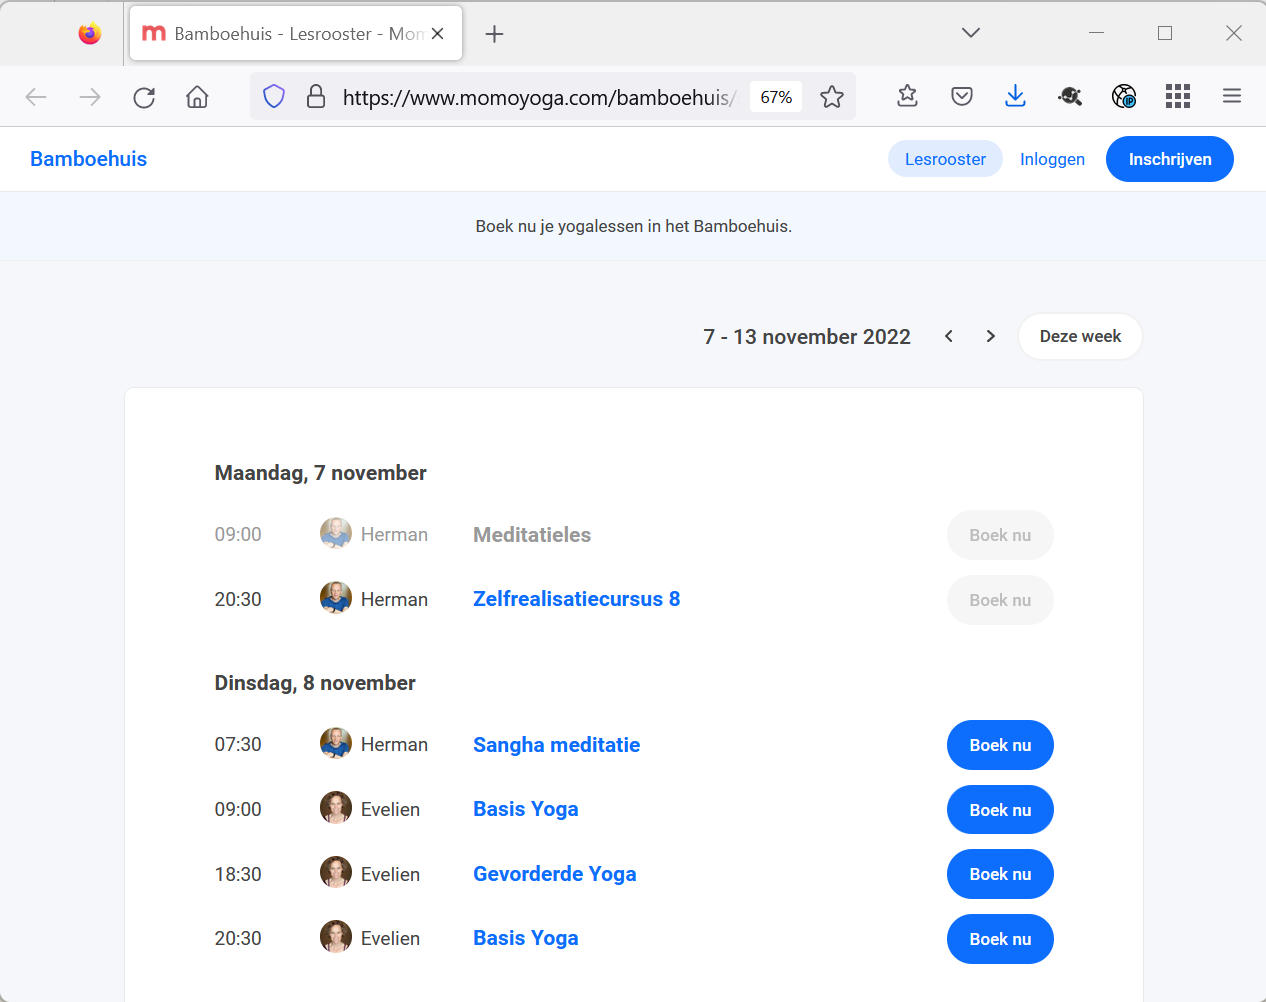 Bamboehuis - Lesrooster - Mom
https://www.momoyoga.com/bamboehuis/
67%
IP
Bamboehuis
Lesrooster
Inloggen
Inschrijven
Boek nu je yogalessen in het Bamboehuis.
7 - 13 november 2022
Deze week
Maandag, 7 november
09:00 Herman Meditatieles Boek nu
20:30 Herman Zelfrealisatiecursus 8 Boek nu
Dinsdag, 8 november
07:30 Herman Sangha meditatie Boek nu
09:00 Evelien Basis Yoga Boek nu
18:30 Evelien Gevorderde Yoga Boek nu
20:30 Evelien Basis Yoga Boek nu